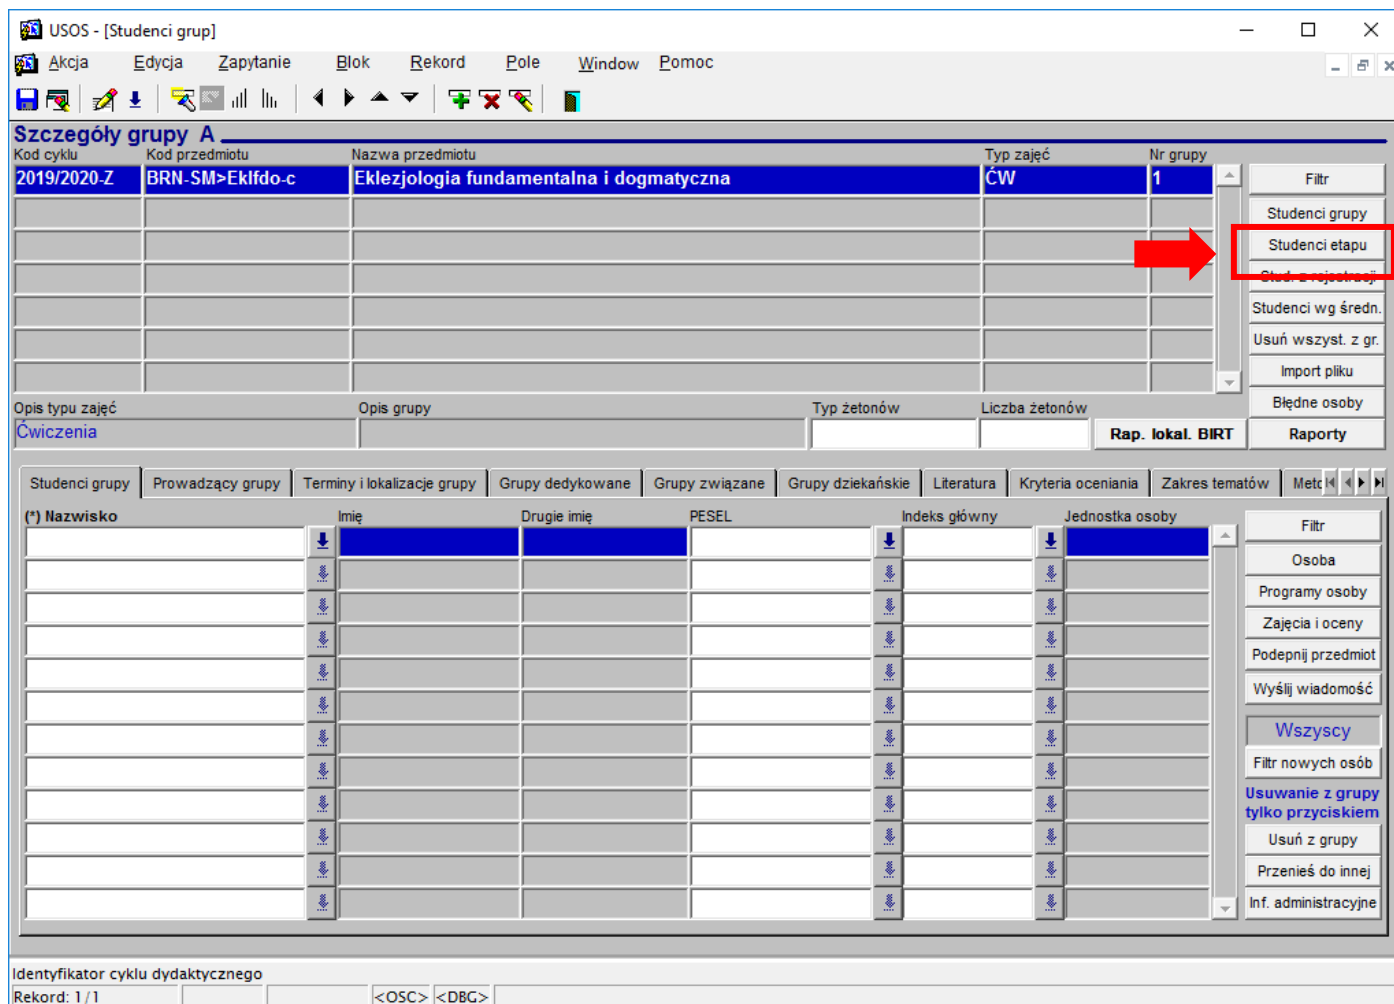 USOS - [Studenci grup]
Akcja Edycja Zapytanie Blok Rekord Pole Window Pomoc
Szczegóły grupy A
Kod cyklu Kod przedmiotu Nazwa przedmiotu Typ zajęć Nr grupy
2019/2020-Z BRN-SM>Eklfdo-c Eklezjologia fundamentalna i dogmatyczna ĆW 1
Filtr
Studenci grupy
Studenci etapu
Stud. z rejestracji
Studenci wg średn.
Usuń wszyst. z gr.
Import pliku
Błędne osoby
Opis typu zajęć Opis grupy Typ żetonów Liczba żetonów
Ćwiczenia Rap. lokal. BIRT Raporty
Studenci grupy Prowadzący grupy Terminy i lokalizacje grupy Grupy dedykowane Grupy związane Grupy dziekańskie Literatura Kryteria oceniania Zakres tematów Metc
(*) Nazwisko Imię Drugie imię PESEL Indeks główny Jednostka osoby
Filtr
Osoba
Programy osoby
Zajęcia i oceny
Podepnij przedmiot
Wyślij wiadomość
Wszyscy
Filtr nowych osób
Usuwanie z grupy
tylko przyciskiem
Usuń z grupy
Przenieś do innej
Inf. administracyjne
Identyfikator cyklu dydaktycznego
Rekord: 1/1 <OSC> <DBG>